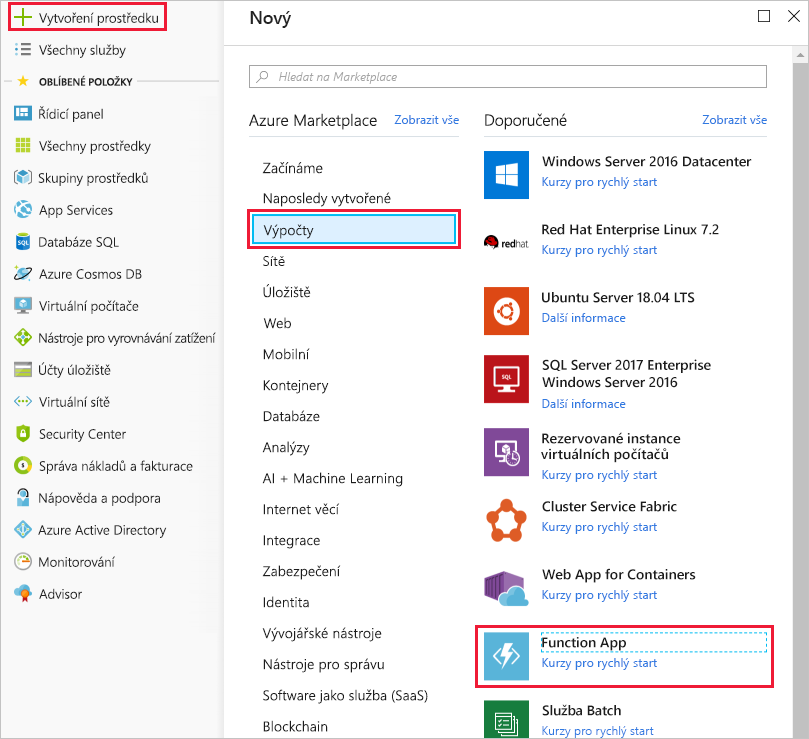 Vytvoření prostředku
Všechny služby
OBLÍBENÉ POLOŽKY
Řídicí panel
Všechny prostředky
Skupiny prostředků
App Services
SQL
Databáze SQL
Azure Cosmos DB
Virtuální počítače
Nástroje pro vyrovnávání zatížení
Účty úložiště
Virtuální sítě
Security Center
Správa nákladů a fakturace
Nápověda a podpora
Azure Active Directory
Monitorování
Advisor
Nový
Hledat na Marketplace
Azure Marketplace
Zobrazit vše
Začínáme
Naposledy vytvořené
Výpočty
Sítě
Úložiště
Web
Mobilní
Kontejnery
Databáze
Analýzy
AI + Machine Learning
Internet věcí
Integrace
Zabezpečení
Identita
Vývojářské nástroje
Nástroje pro správu
Software jako služba (SaaS)
Blockchain
Doporučené
Zobrazit vše
Windows Server 2016 Datacenter
Kurzy pro rychlý start
redhat.
Red Hat Enterprise Linux 7.2
Kurzy pro rychlý start
Ubuntu Server 18.04 LTS
Další informace
SQL
SQL Server 2017 Enterprise
Windows Server 2016
Další informace
Rezervované instance
virtuálních počítačů
Kurzy pro rychlý start
Cluster Service Fabric
Kurzy pro rychlý start
Web App for Containers
Kurzy pro rychlý start
Function App
Kurzy pro rychlý start
Služba Batch
Kurzy pro rychlý start